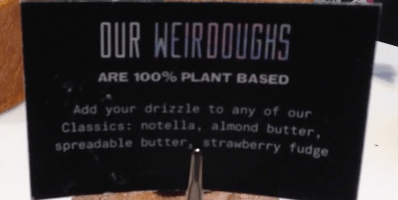 OUR WEIRDOUGHS
ARE 100% PLANT BASED
Add your drizzle to any of our
Classics: notella, almond butter,
spreadable butter, strawberry fudge